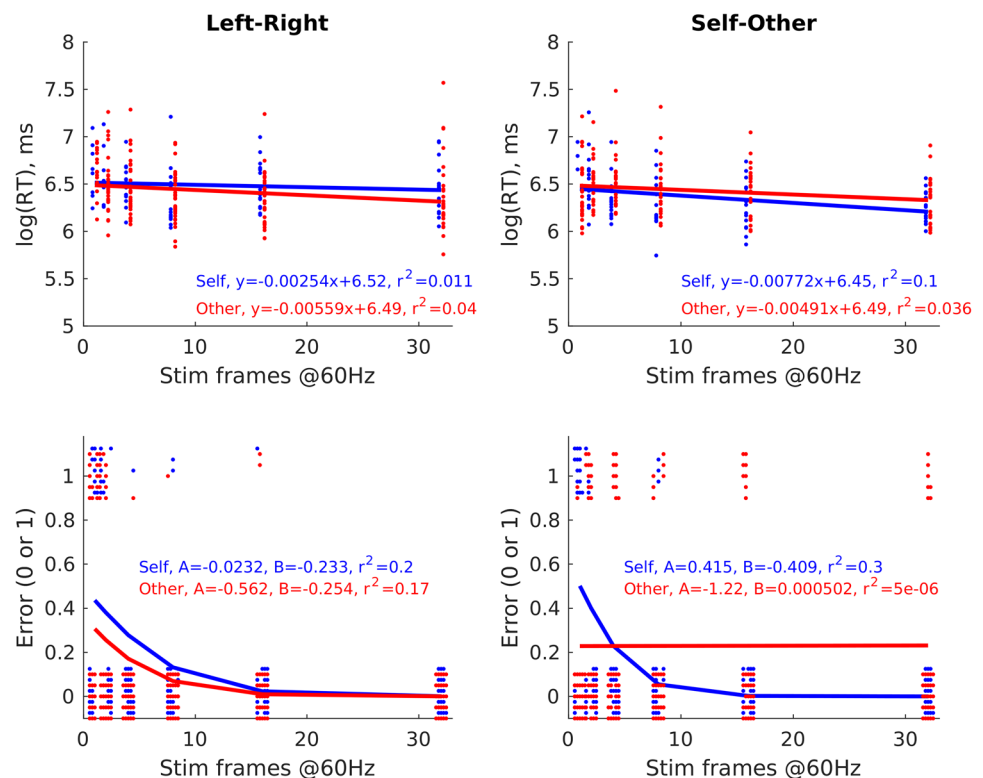 Left-Right
8
7.5
7
6.5
6
5.5
5
log(RT), ms
Self, y=-0.00254x+6.52, r²=0.011
Other, y=-0.00559x+6.49, r²=0.04
0 10 20 30
Stim frames @60Hz
Self-Other
8
7.5
7
6.5
6
5.5
5
log(RT), ms
Self, y=-0.00772x+6.45, r²=0.1
Other, y=-0.00491x+6.49, r²=0.036
0 10 20 30
Stim frames @60Hz
1
0.8
0.6
0.4
0.2
0
Error (0 or 1)
Self, A=-0.0232, B=-0.233, r²=0.2
Other, A=-0.562, B=-0.254, r²=0.17
0 10 20 30
Stim frames @60Hz
1
0.8
0.6
0.4
0.2
0
Error (0 or 1)
Self, A=0.415, B=-0.409, r²=0.3
Other, A=-1.22, B=0.000502, r²=5e-06
0 10 20 30
Stim frames @60Hz